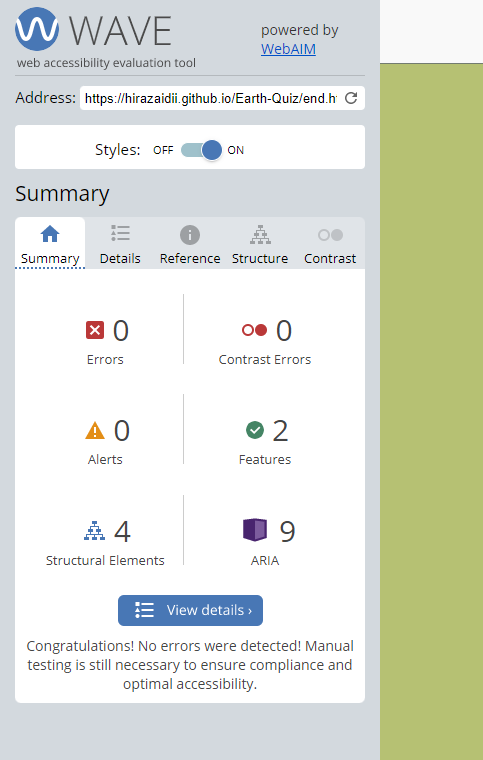 WAVE
web accessibility evaluation tool
powered by
WebAIM
Address: https://hirazaidii.github.io/Earth-Quiz/end.h
Styles: OFF ON
Summary
Summary Details Reference Structure Contrast
0 0
Errors Contrast Errors
0 2
Alerts Features
4 9
Structural Elements ARIA
View details ›
Congratulations! No errors were detected! Manual
testing is still necessary to ensure compliance and
optimal accessibility.